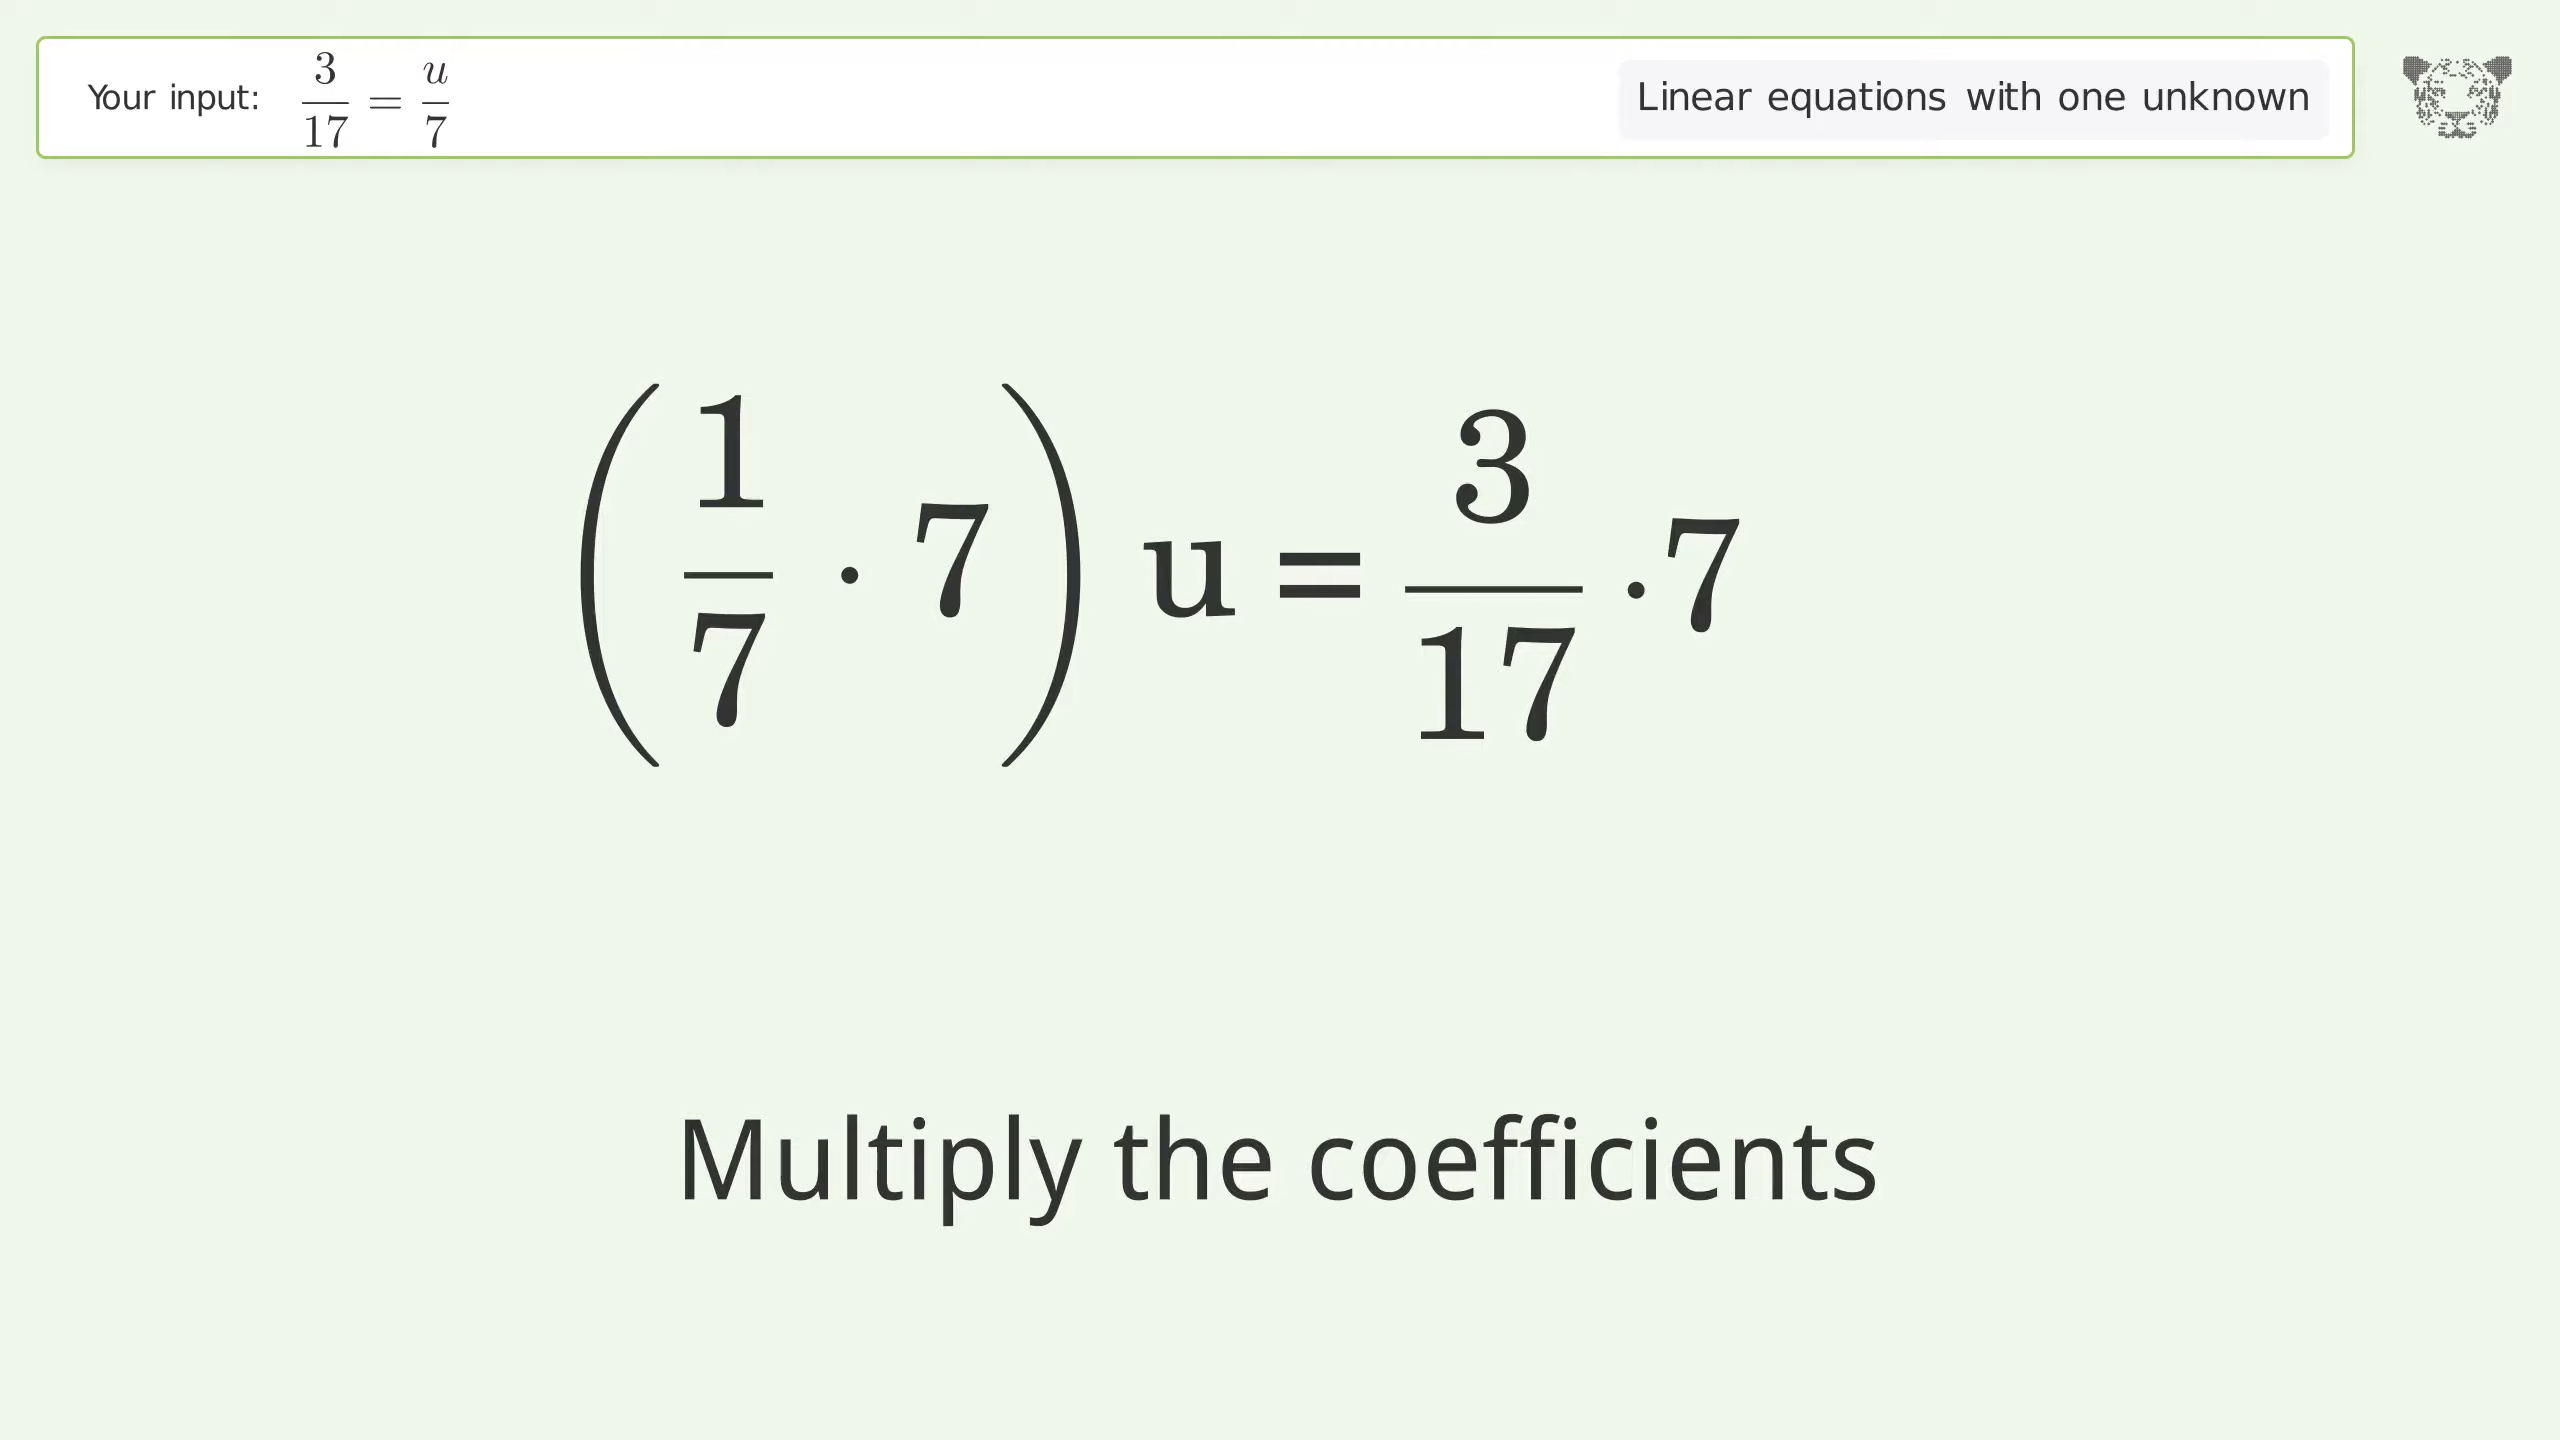 Your input: 3/17 = u/7
Linear equations with one unknown
(1/7 · 7) u = 3/17 · 7
Multiply the coefficients